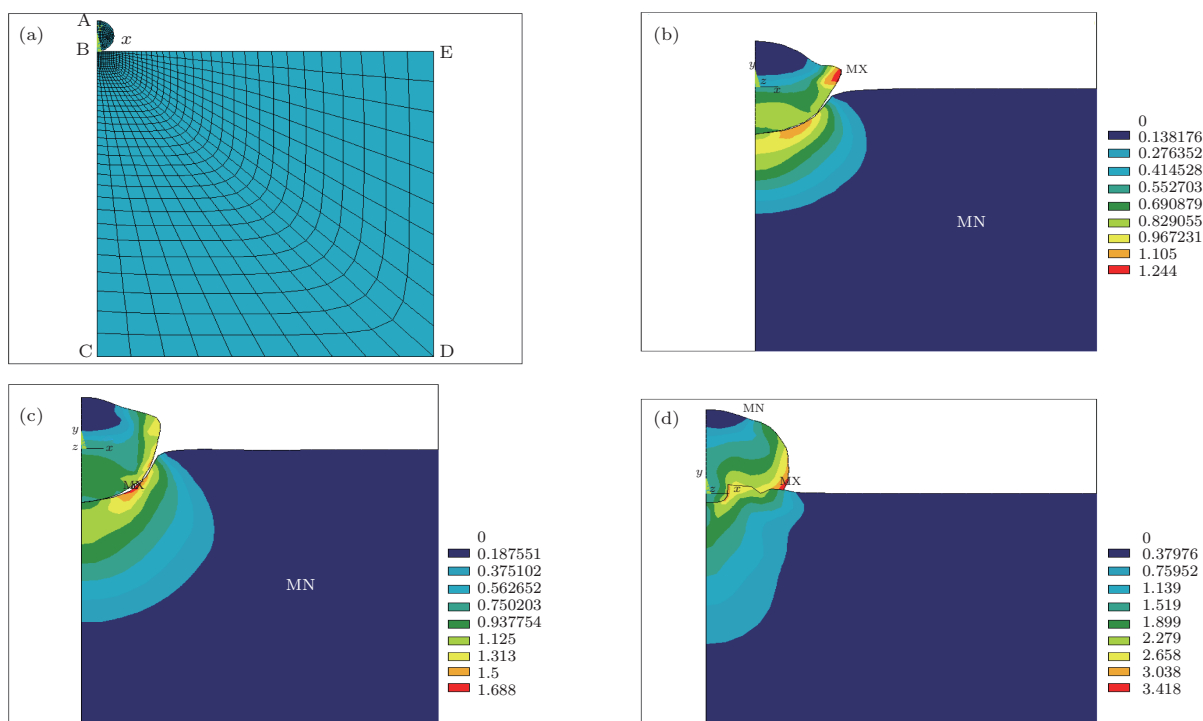 (a)
A
x
B
E
C
D
(b)
y
z
x
MX
MN
0
0.138176
0.276352
0.414528
0.552703
0.690879
0.829055
0.967231
1.105
1.244
(c)
y
z
x
MX
MN
0
0.187551
0.375102
0.562652
0.750203
0.937754
1.125
1.313
1.5
1.688
(d)
MN
y
z
x
MX
0
0.37976
0.75952
1.139
1.519
1.899
2.279
2.658
3.038
3.418